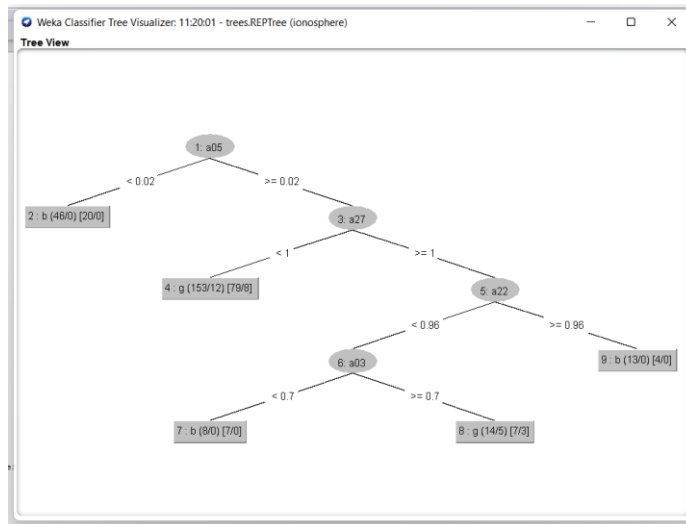 Weka Classifier Tree Visualizer: 11:20:01 - trees.REPTree (ionosphere)
Tree View
1: a05
< 0.02
>= 0.02
2 : b (46/0) [20/0]
3: a27
< 1
>= 1
4 : g (153/12) [79/8]
5: a22
< 0.96
>= 0.96
6: a03
9 : b (13/0) [4/0]
< 0.7
>= 0.7
7 : b (8/0) [7/0]
8 : g (14/5) [7/3]